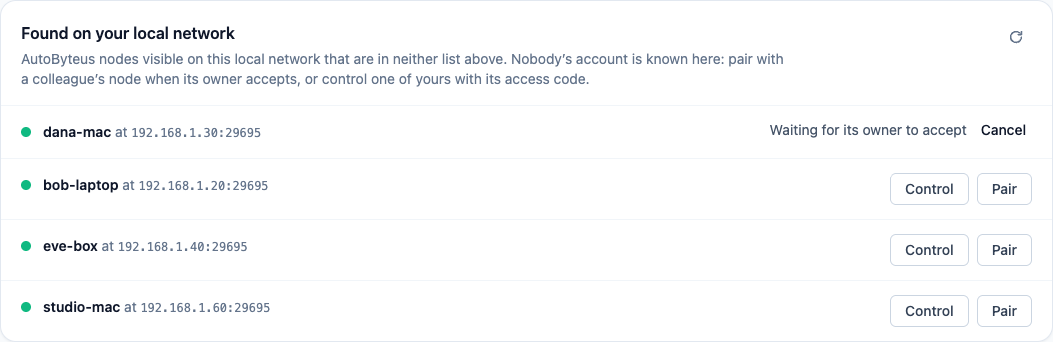 Found on your local network
AutoByteus nodes visible on this local network that are in neither list above. Nobody’s account is known here: pair with
a colleague’s node when its owner accepts, or control one of yours with its access code.
dana-mac at 192.168.1.30:29695 Waiting for its owner to accept Cancel
bob-laptop at 192.168.1.20:29695 Control Pair
eve-box at 192.168.1.40:29695 Control Pair
studio-mac at 192.168.1.60:29695 Control Pair